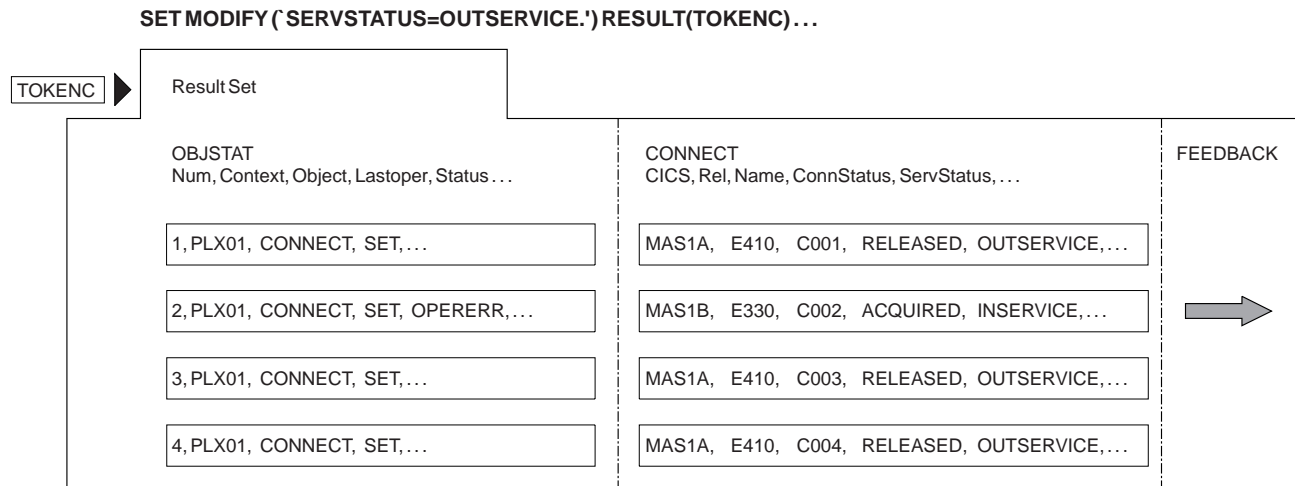 SET MODIFY (`SERVSTATUS=OUTSERVICE.') RESULT(TOKENC) . . .
TOKENC
Result Set
OBJSTAT
Num, Context, Object, Lastoper, Status . . .
CONNECT
CICS, Rel, Name, ConnStatus, ServStatus, . . .
FEEDBACK
1, PLX01, CONNECT, SET, . . .
MAS1A, E410, C001, RELEASED, OUTSERVICE, . . .
2, PLX01, CONNECT, SET, OPERERR, . . .
MAS1B, E330, C002, ACQUIRED, INSERVICE, . . .
3, PLX01, CONNECT, SET, . . .
MAS1A, E410, C003, RELEASED, OUTSERVICE, . . .
4, PLX01, CONNECT, SET, . . .
MAS1A, E410, C004, RELEASED, OUTSERVICE, . . .